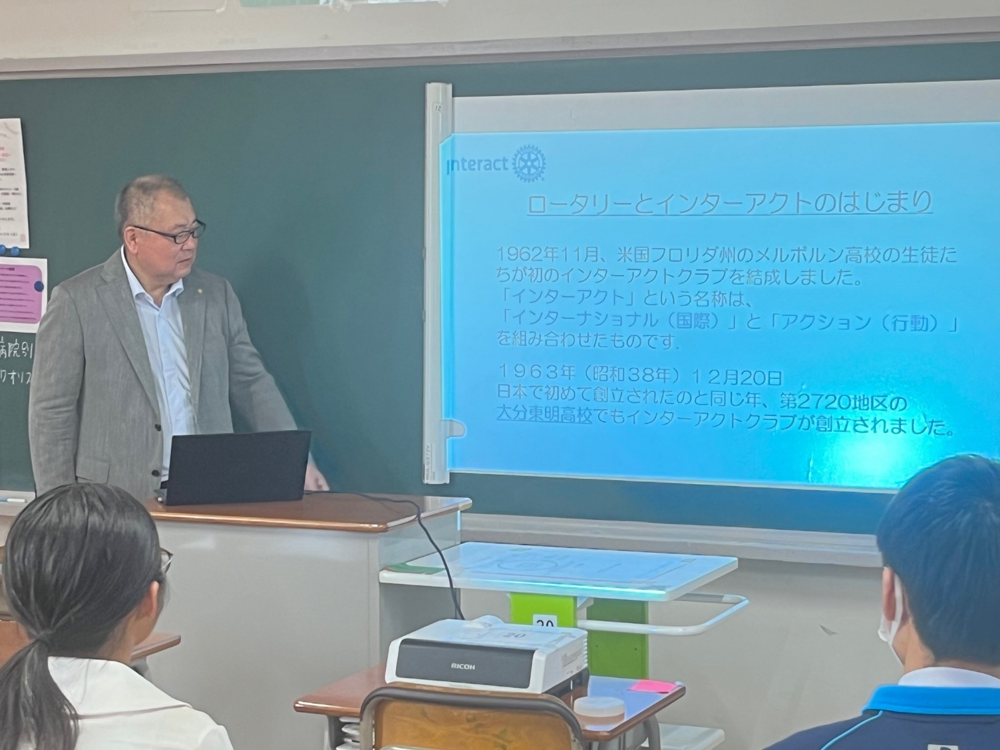 interact
ロータリーとインターアクトのはじまり
1962年11月、米国フロリダ州のメルボルン高校の生徒た
ちが初のインターアクトクラブを結成しました。
「インターアクト」という名称は、
「インターナショナル（国際）」と「アクション（行動）」
を組み合わせたものです.
１９６３年（昭和38年）１２月20日
日本で初めて創立されたのと同じ年、第2720地区の
大分東明高校でもインターアクトクラブが創立されました。
病院 別
クオリス
20
20
RICOH